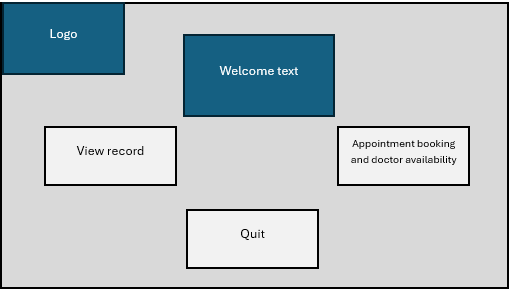 Logo
Welcome text
View record
Appointment booking
and doctor availability
Quit